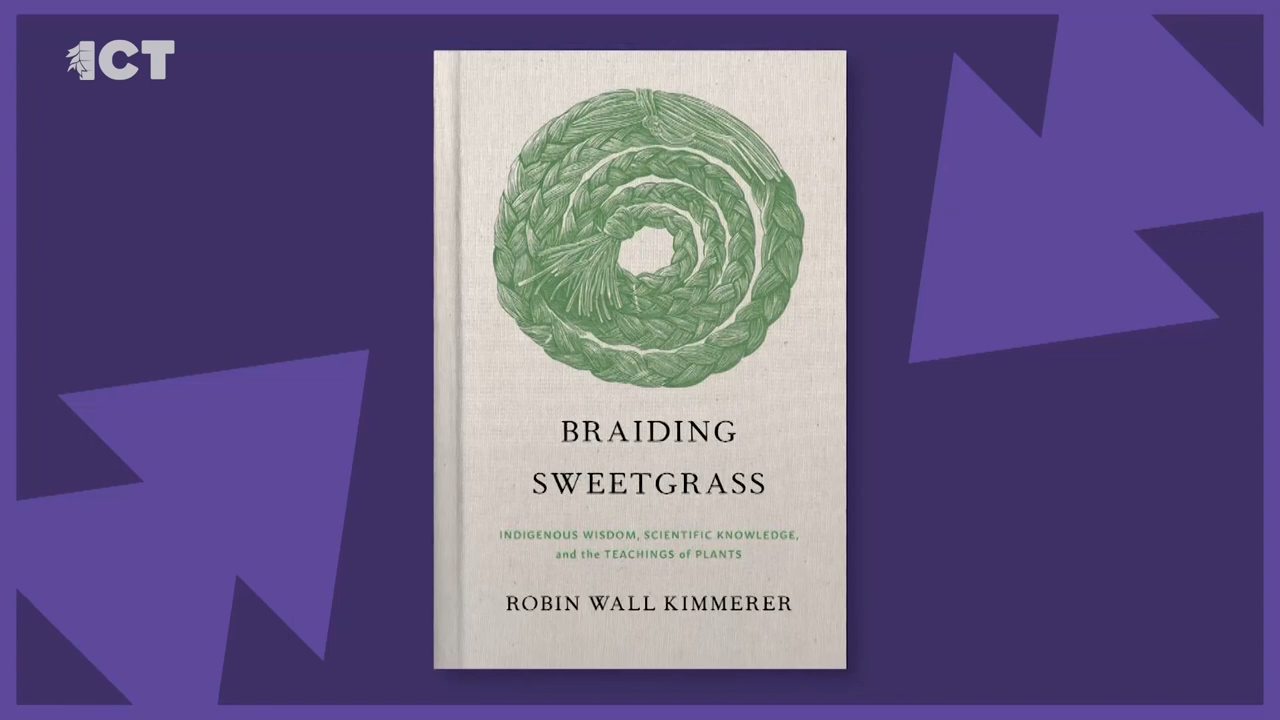 ICT
BRAIDING
SWEETGRASS
INDIGENOUS WISDOM, SCIENTIFIC KNOWLEDGE,
and the TEACHINGS of PLANTS
ROBIN WALL KIMMERER